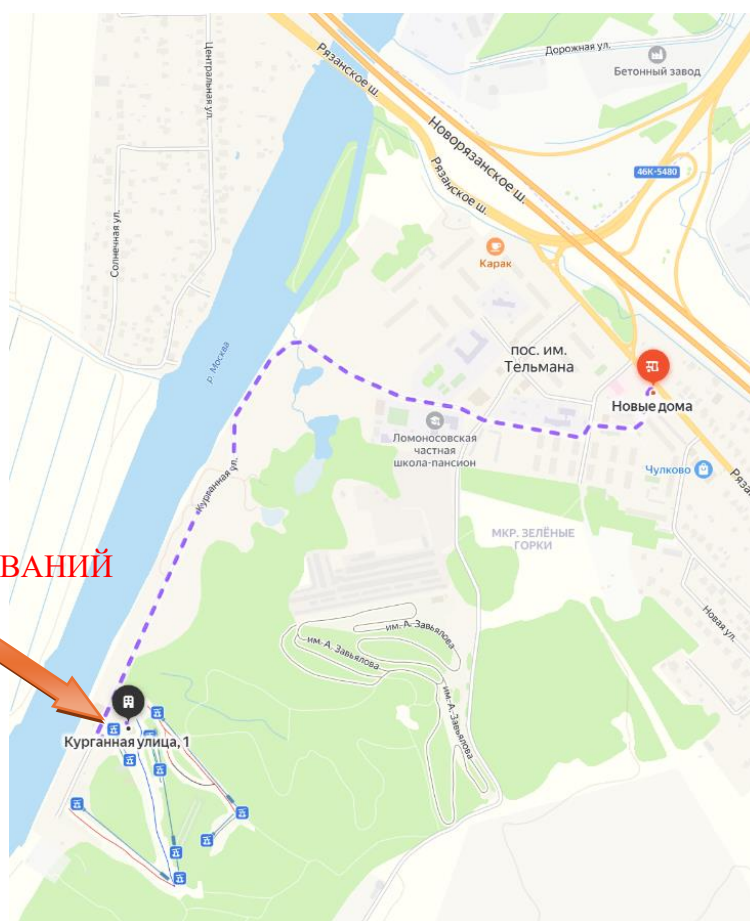 Рязанское ш.
Центральная ул.
Дорожная ул.
Бетонный завод
Новорязанское ш.
Рязанское ш.
46К-5480
Солнечная ул.
Карак
р. Москва
пос. им.
Тельмана
Новые дома
Ломоносовская
частная
школа-пансион
Чулково
Курганная ул.
МКР. ЗЕЛЁНЫЕ
ГОРКИ
ВАНИЙ
Новая ул.
им. А. Завьялова
им. А. Завьялова
им. А. Завьялова
Курганная улица, 1